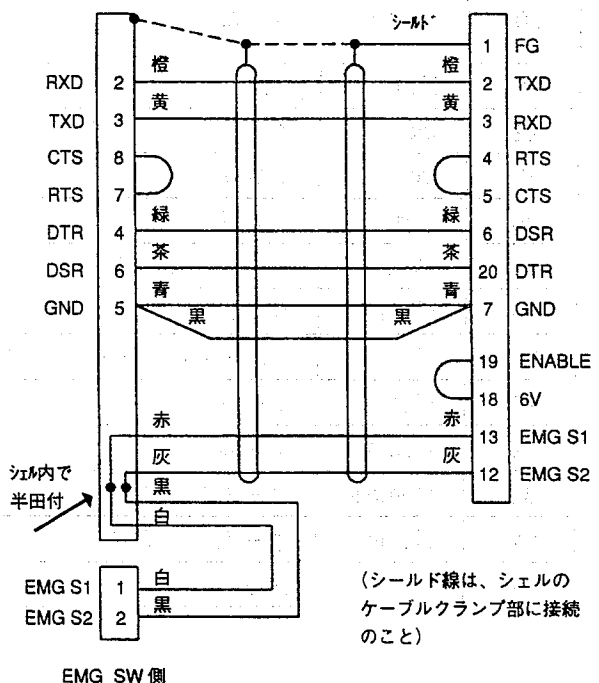 シールド
1 FG
橙 橙
RXD 2 2 TXD
黄 黄
TXD 3 3 RXD
CTS 8 4 RTS
RTS 7 5 CTS
緑 緑
DTR 4 6 DSR
茶 茶
DSR 6 20 DTR
青 青
GND 5 7 GND
黒 黒
19 ENABLE
18 6V
赤 赤
13 EMG S1
灰 灰
12 EMG S2
シェル内で
半田付
黒
白
EMG S1 1 白
EMG S2 2 黒
(シールド線は、シェルの
ケーブルクランプ部に接続
のこと)
EMG SW 側